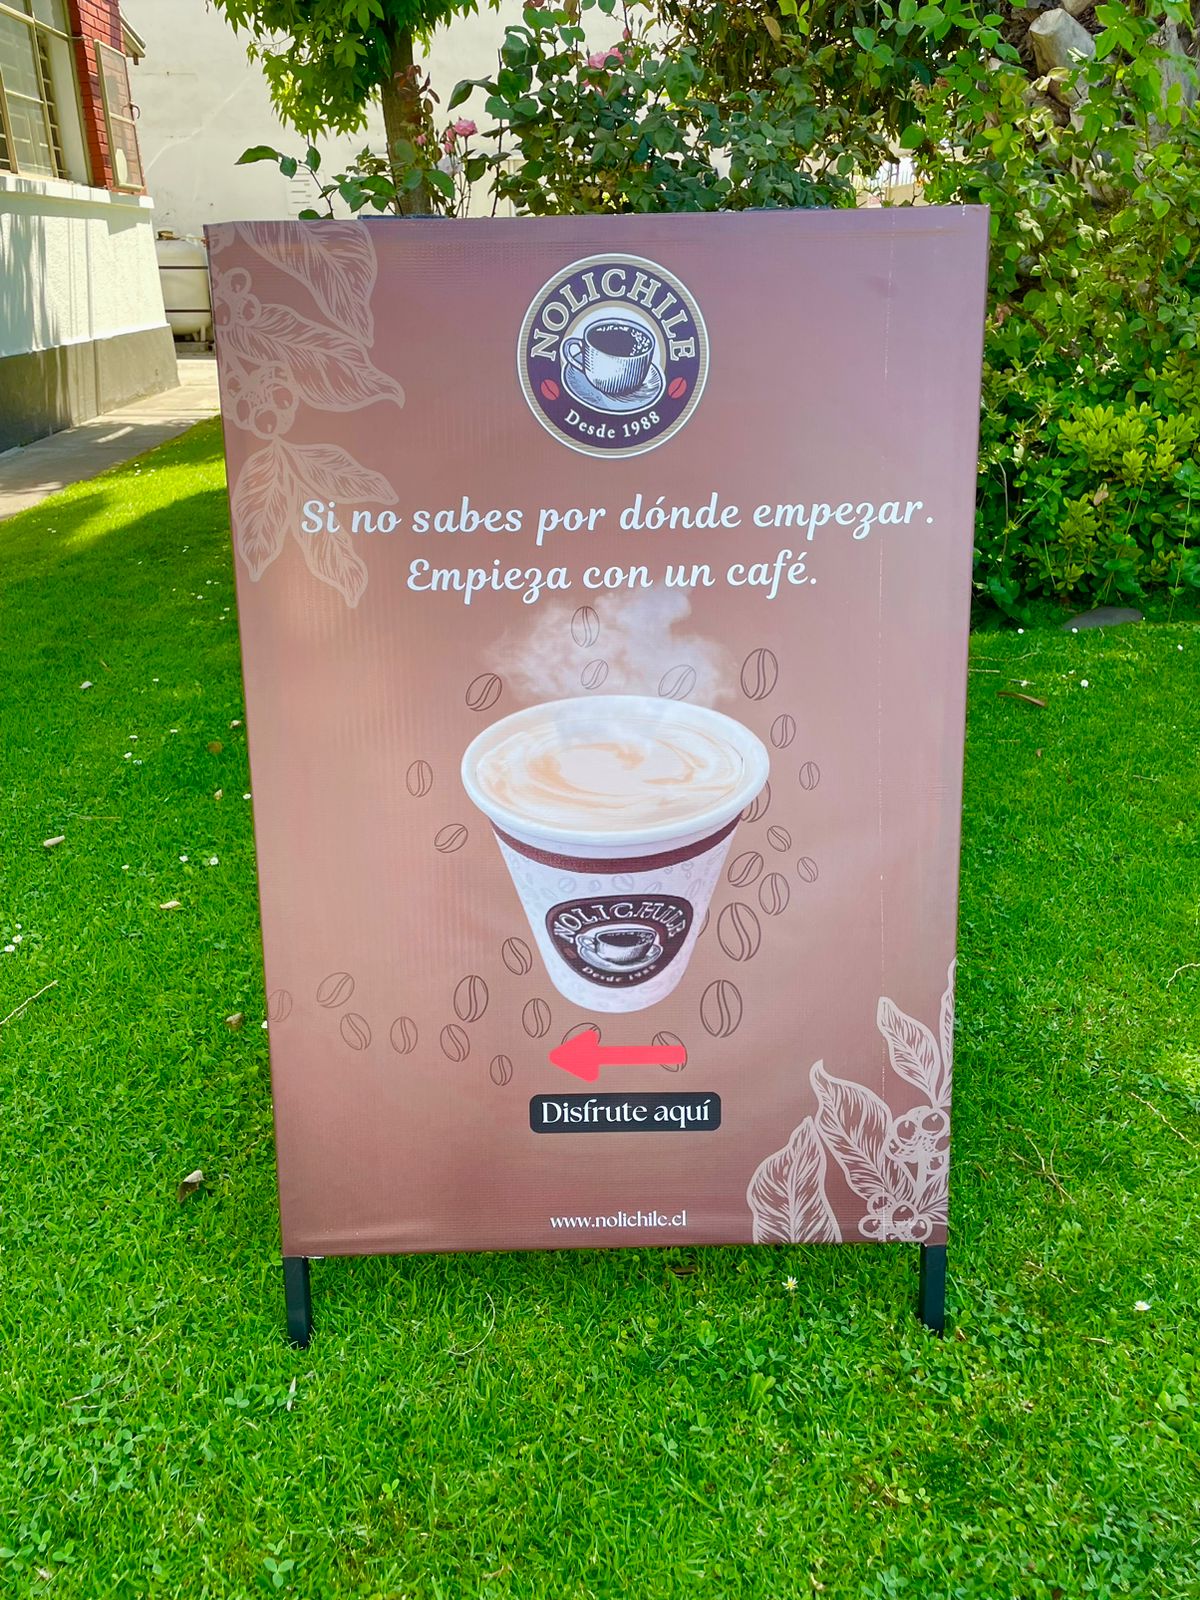 NOLICHILE
Desde 1988
Si no sabes por dónde empezar.
Empieza con un café.
NOLICHILE
Desde 1988
Disfrute aquí
www.nolichile.cl